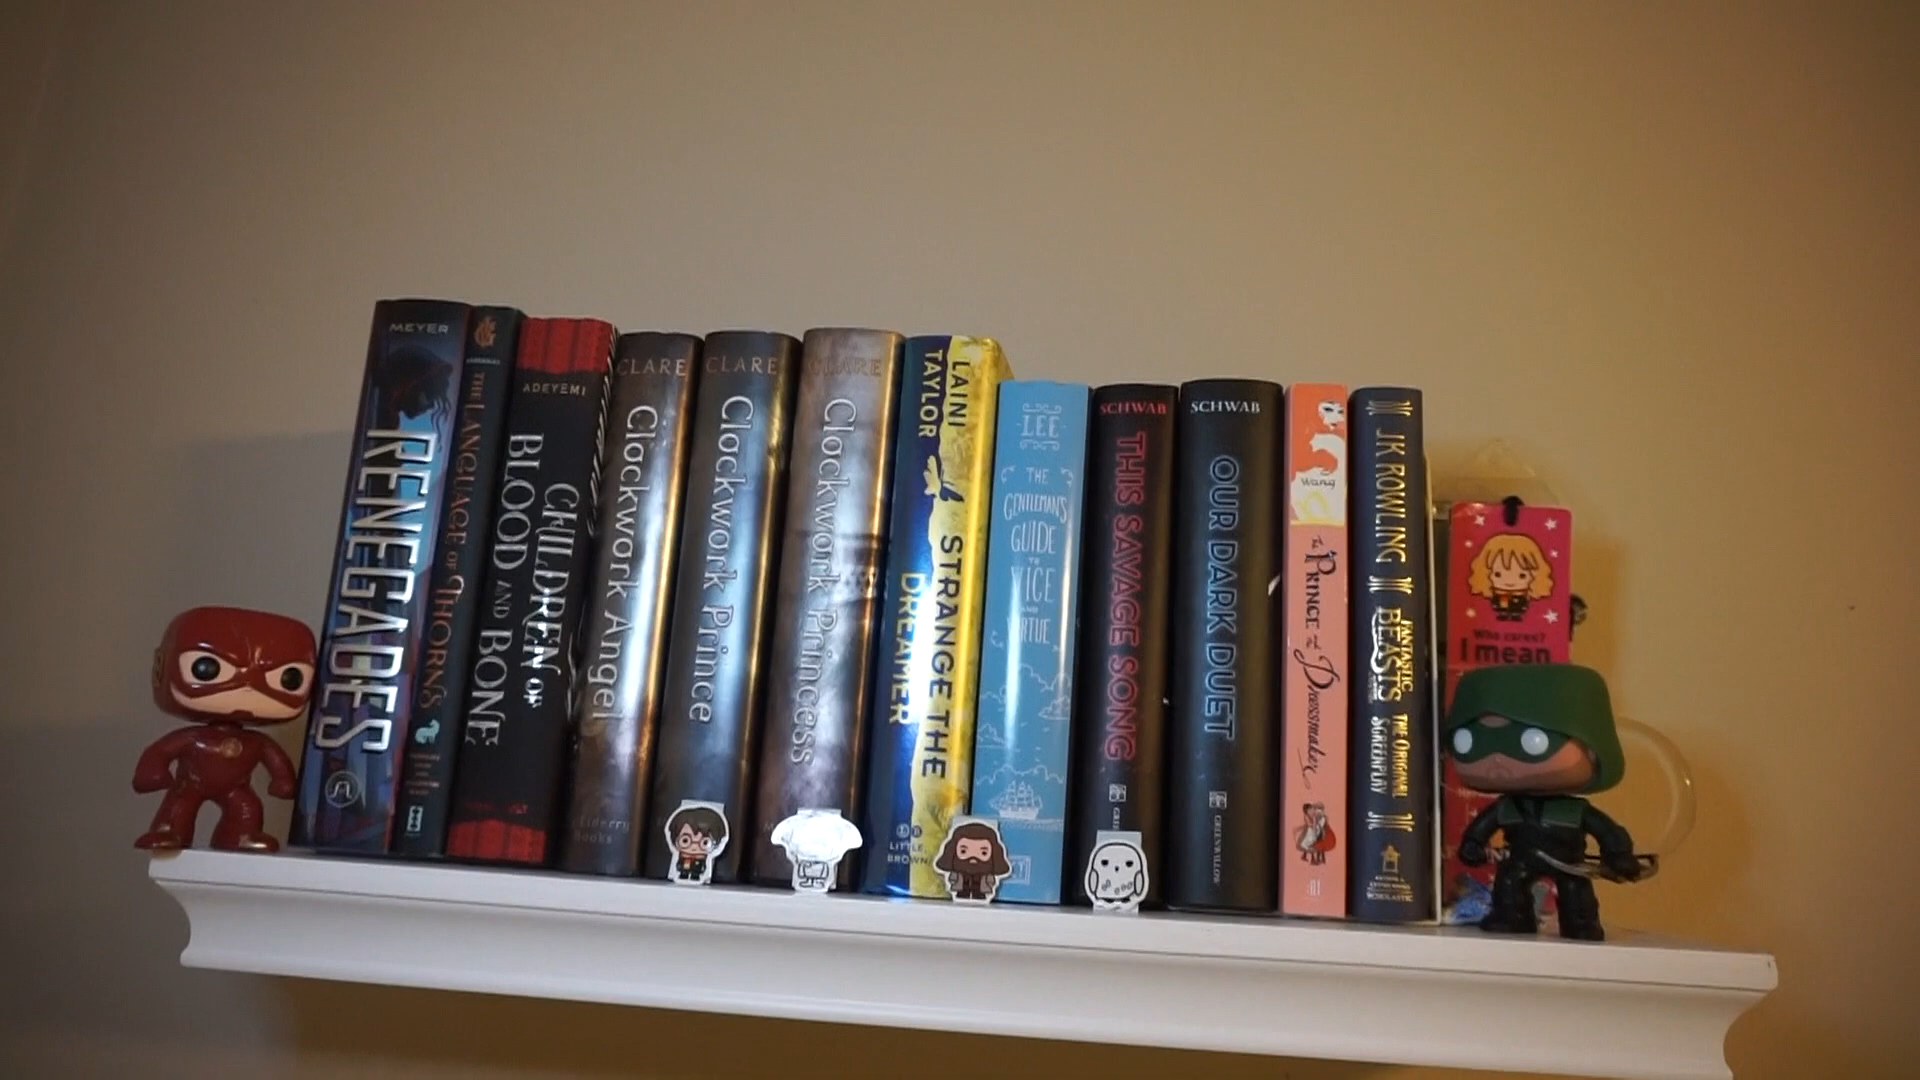 MEYER
RENEGADES
THE LANGUAGE OF THORNS
ADEYEMI
CHILDREN OF
BLOOD AND BONE
CLARE
Clockwork Angel
Books
CLARE
Clockwork Prince
CLARE
Clockwork Princess
LAINI
TAYLOR
STRANGE THE
DREAMER
LITTLE,
BROWN
LEE
THE
GENTLEMAN'S
GUIDE
TO
VICE
AND
VIRTUE
SCHWAB
THIS SAVAGE SONG
SCHWAB
OUR DARK DUET
GREENWILLOW
Wang
The PRINCE and the Dressmaker
JK ROWLING
FANTASTIC
BEASTS
THE ORIGINAL
SCREENPLAY
SCHOLASTIC
Who cares?
I mean